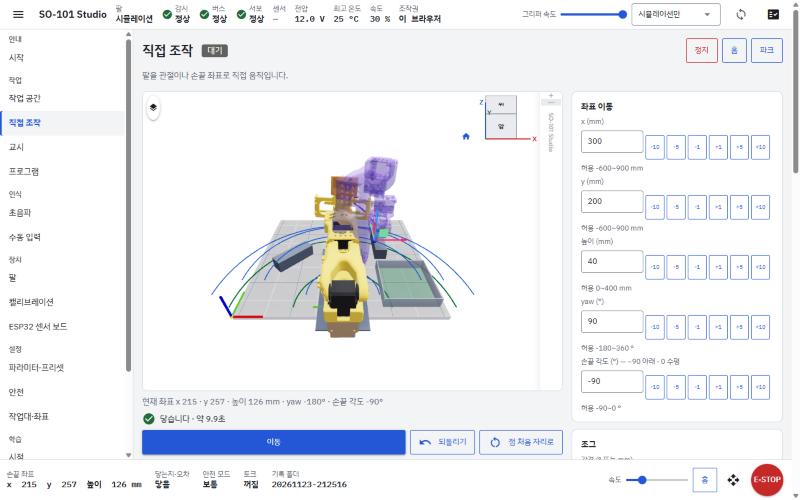 SO-101 Studio
팔
시뮬레이션
감시
정상
버스
정상
서보
정상
센서
–
전압
12.0 V
최고 온도
25 °C
속도
30 %
조작권
이 브라우저
그리퍼 속도
시뮬레이션만
안내
시작
작업
작업 공간
직접 조작
교시
프로그램
인식
초음파
수동 입력
장치
팔
캘리브레이션
ESP32 센서 보드
설정
파라미터·프리셋
안전
작업대·좌표
학습
시점
직접 조작
대기
정지
홈
파크
팔을 관절이나 손끝 좌표로 직접 움직입니다.
Z
Y
X
앞
SO-101 Studio
현재 좌표 x 215 · y 257 · 높이 126 mm · yaw -180° · 손끝 각도 -90°
닿습니다 · 약 9.9초
이동
되돌리기
점 처음 자리로
좌표 이동
x (mm)
300
-10 -5 -1 +1 +5 +10
허용 -600~900 mm
y (mm)
200
-10 -5 -1 +1 +5 +10
허용 -600~900 mm
높이 (mm)
40
-10 -5 -1 +1 +5 +10
허용 0~400 mm
yaw (°)
90
-10 -5 -1 +1 +5 +10
허용 -180~360 °
손끝 각도 (°) — -90 아래 · 0 수평
-90
-10 -5 -1 +1 +5 +10
허용 -90~0 °
조그
손끝 좌표
x 215 y 257 높이 126 mm
닿는지·오차
닿음
안전 모드
보통
토크
꺼짐
기록 폴더
20261123-212516
속도
홈
E-STOP